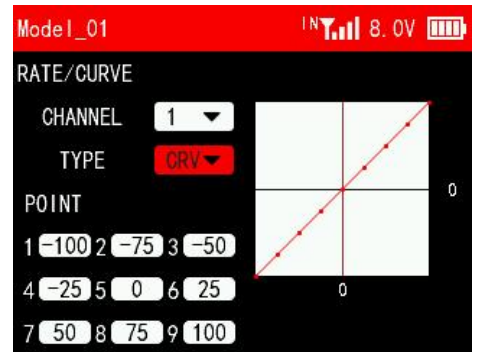 Model_01 IN 8.0V
RATE/CURVE
CHANNEL 1
TYPE CRV
0
POINT
1 -100 2 -75 3 -50
4 -25 5 0 6 25
0
7 50 8 75 9 100